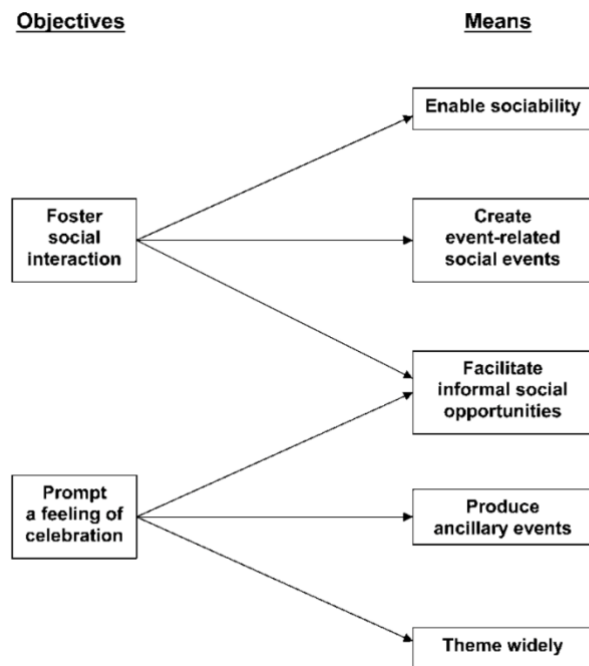 Objectives
Means
Enable sociability
Foster
social
interaction
Create
event-related
social events
Facilitate
informal social
opportunities
Prompt
a feeling of
celebration
Produce
ancillary events
Theme widely